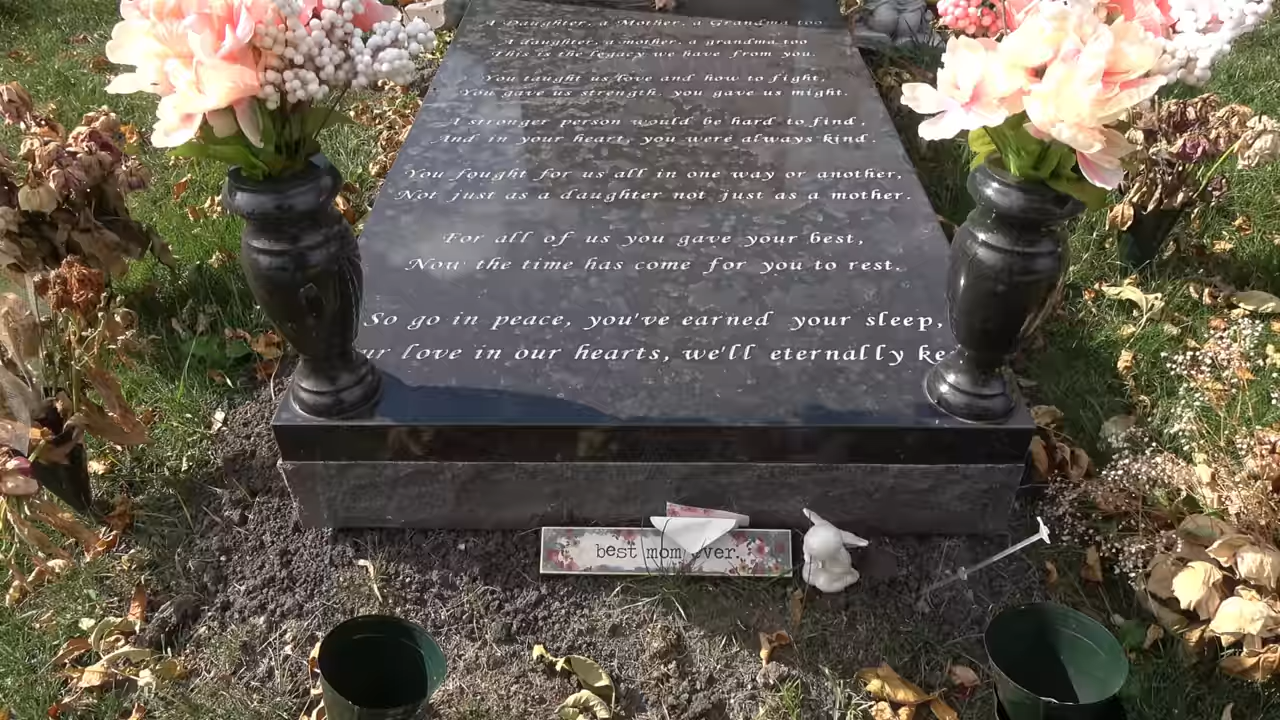 A Daughter, a Mother, a Grandma too
A daughter, a mother, a grandma too
This is the legacy we have from you.
You taught us love and how to fight,
You gave us strength, you gave us might.
A stronger person would be hard to find,
And in your heart, you were always kind.
You fought for us all in one way or another,
Not just as a daughter not just as a mother.
For all of us you gave your best,
Now the time has come for you to rest.
So go in peace, you've earned your sleep,
ur love in our hearts, we'll eternally ke
best mom ever.